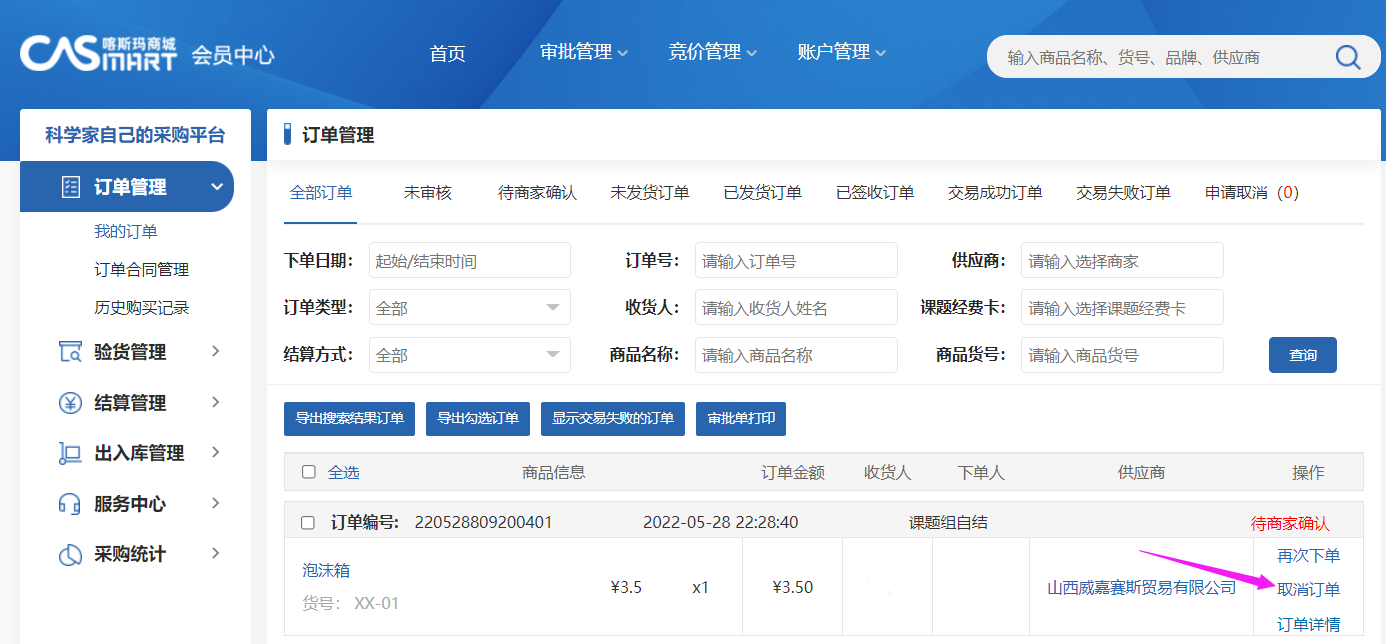 CASmart 喀斯玛商城 会员中心 首页 审批管理 竞价管理 账户管理 输入商品名称、货号、品牌、供应商
科学家自己的采购平台
订单管理
我的订单
订单合同管理
历史购买记录
验货管理
结算管理
出入库管理
服务中心
采购统计
订单管理
全部订单 未审核 待商家确认 未发货订单 已发货订单 已签收订单 交易成功订单 交易失败订单 申请取消（0）
下单日期： 起始/结束时间 订单号： 请输入订单号 供应商： 请输入选择商家
订单类型： 全部 收货人： 请输入收货人姓名 课题经费卡： 请输入选择课题经费卡
结算方式： 全部 商品名称： 请输入商品名称 商品货号： 请输入商品货号 查询
导出搜索结果订单 导出勾选订单 显示交易失败的订单 审批单打印
全选 商品信息 订单金额 收货人 下单人 供应商 操作
订单编号: 220528809200401 2022-05-28 22:28:40 课题组自结 待商家确认
泡沫箱
货号： XX-01
¥3.5 x1 ¥3.50 山西威嘉赛斯贸易有限公司
再次下单
取消订单
订单详情